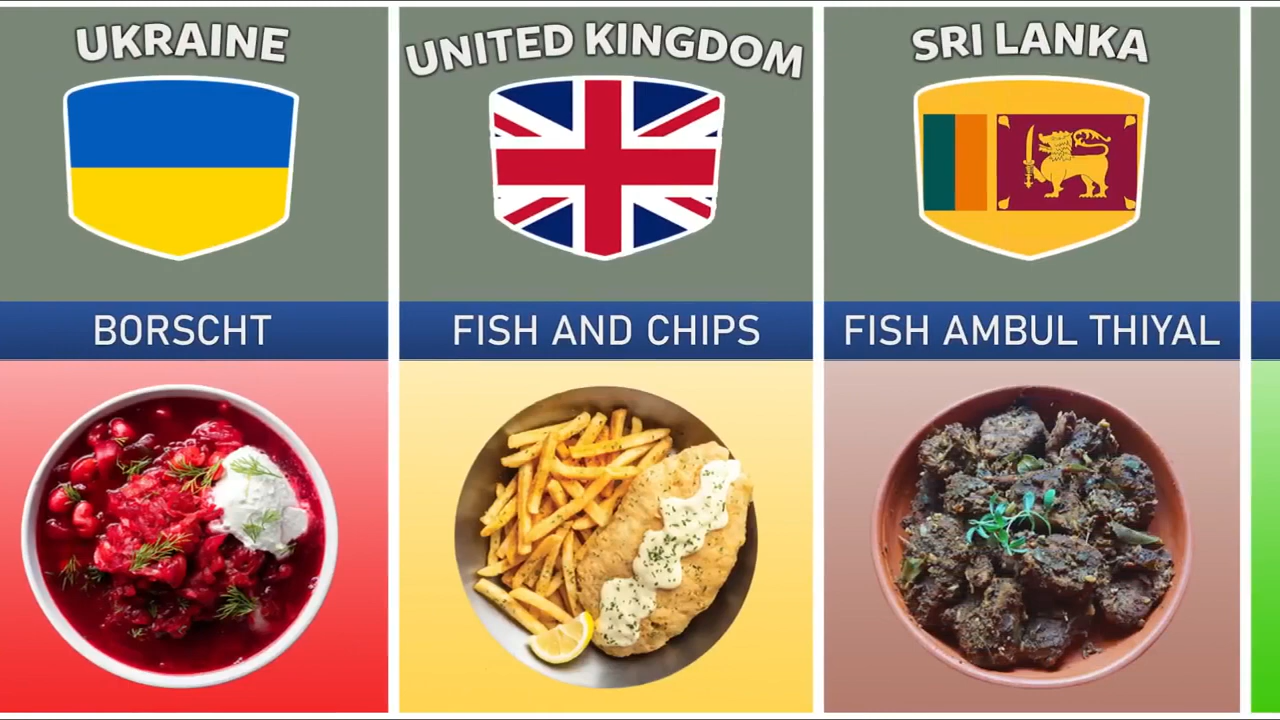 UKRAINE
BORSCHT
UNITED KINGDOM
FISH AND CHIPS
SRI LANKA
FISH AMBUL THIYAL